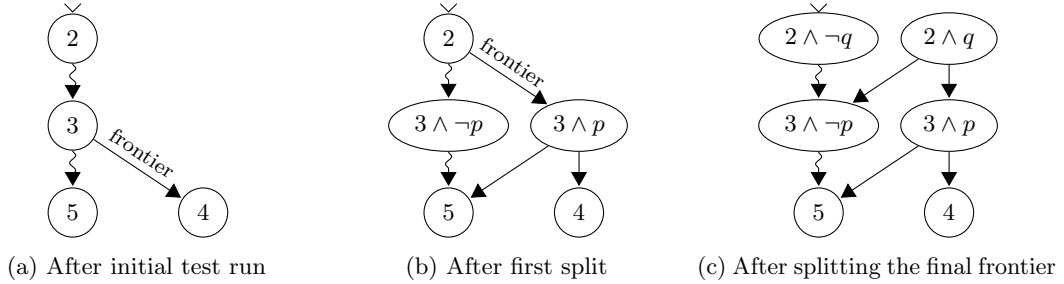 2
3
frontier
5
4
(a) After initial test run
2
frontier
3 ∧ ¬p
3 ∧ p
5
4
(b) After first split
2 ∧ ¬q
2 ∧ q
3 ∧ ¬p
3 ∧ p
5
4
(c) After splitting the final frontier